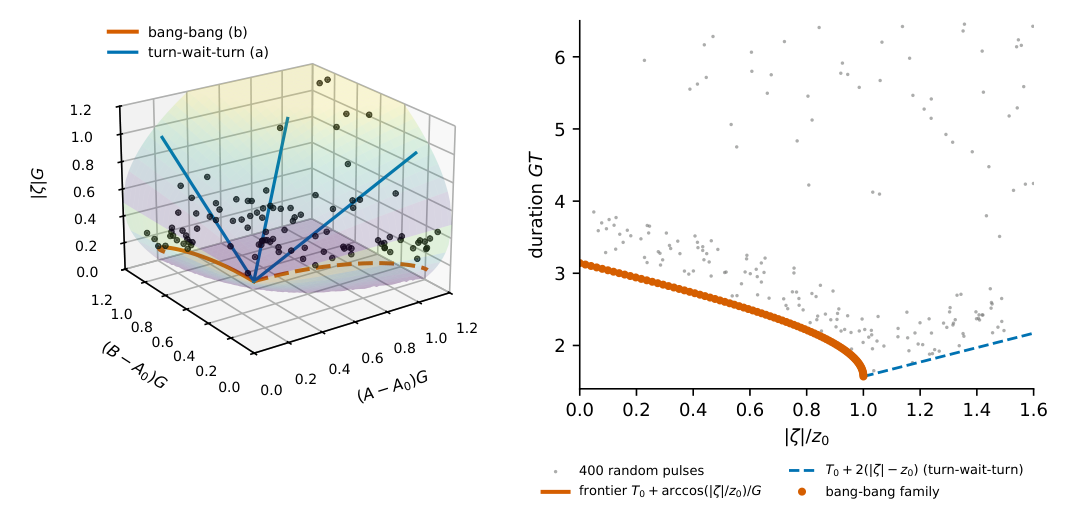 bang-bang (b)
turn-wait-turn (a)
1.2
1.0
0.8
0.6
0.4
0.2
0.0
|ζ|G
1.2
1.0
0.8
0.6
0.4
0.2
0.0
(B − A₀)G
0.0
0.2
0.4
0.6
0.8
1.0
1.2
(A − A₀)G
6
5
4
3
2
duration GT
0.0 0.2 0.4 0.6 0.8 1.0 1.2 1.4 1.6
|ζ|/z₀
400 random pulses
frontier T₀ + arccos(|ζ|/z₀)/G
T₀ + 2(|ζ| − z₀) (turn-wait-turn)
bang-bang family